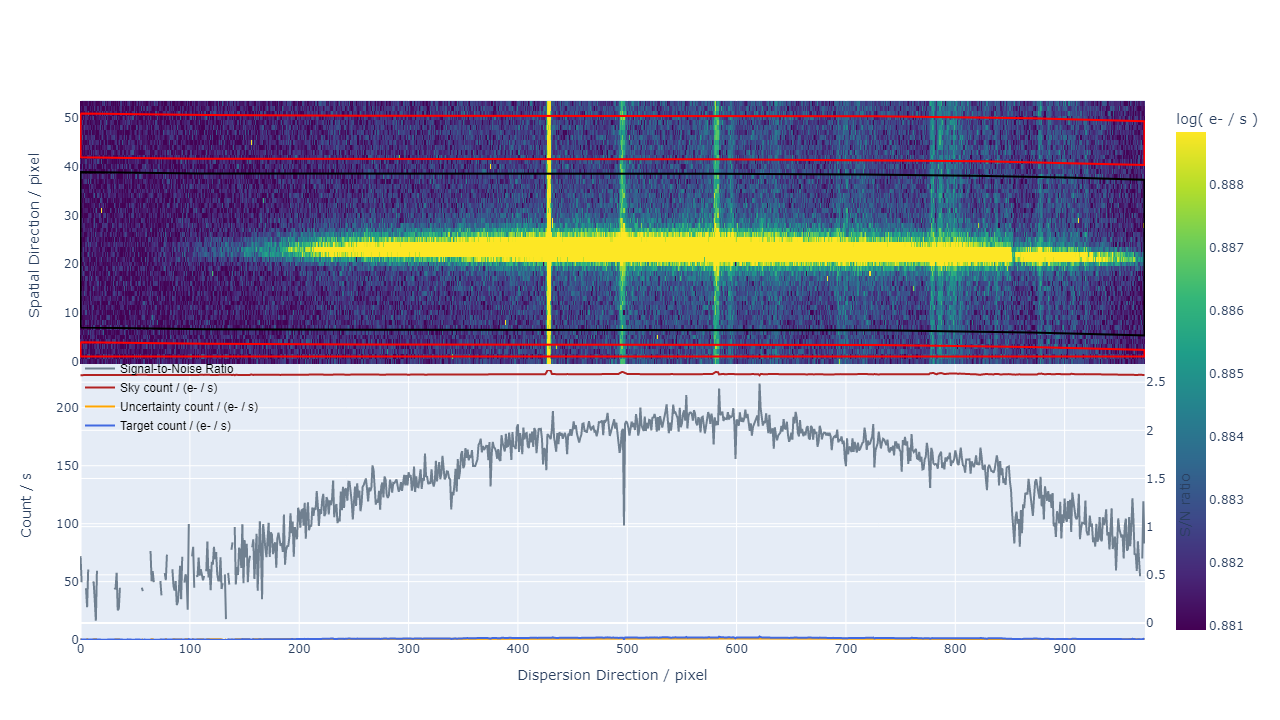 log( e- / s )
Spatial Direction / pixel
50
40
30
20
10
0
0.888
0.887
0.886
0.885
0.884
0.883
0.882
0.881
Signal-to-Noise Ratio
Sky count / (e- / s)
Uncertainty count / (e- / s)
Target count / (e- / s)
Count / s
200
150
100
50
0
2.5
2
1.5
1
0.5
0
S/N ratio
0 100 200 300 400 500 600 700 800 900
Dispersion Direction / pixel